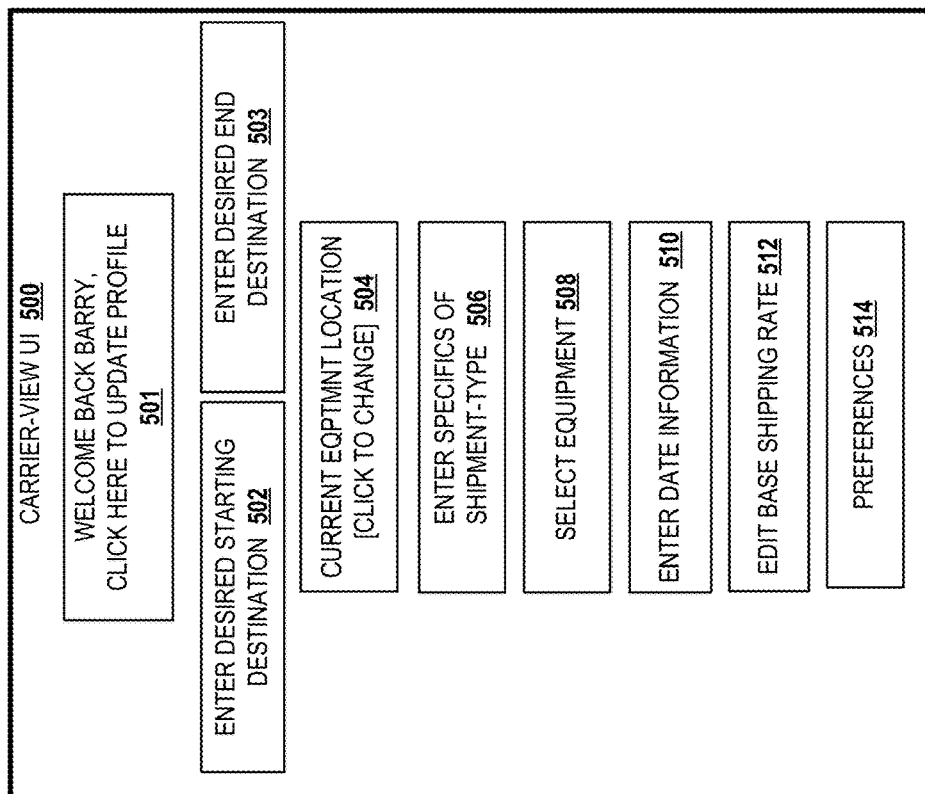 CARRIER-VIEW UI 500
WELCOME BACK BARRY,
CLICK HERE TO UPDATE PROFILE
501
ENTER DESIRED STARTING
DESTINATION 502
ENTER DESIRED END
DESTINATION 503
CURRENT EQPTMNT LOCATION
[CLICK TO CHANGE] 504
ENTER SPECIFICS OF
SHIPMENT-TYPE 506
SELECT EQUIPMENT 508
ENTER DATE INFORMATION 510
EDIT BASE SHIPPING RATE 512
PREFERENCES 514